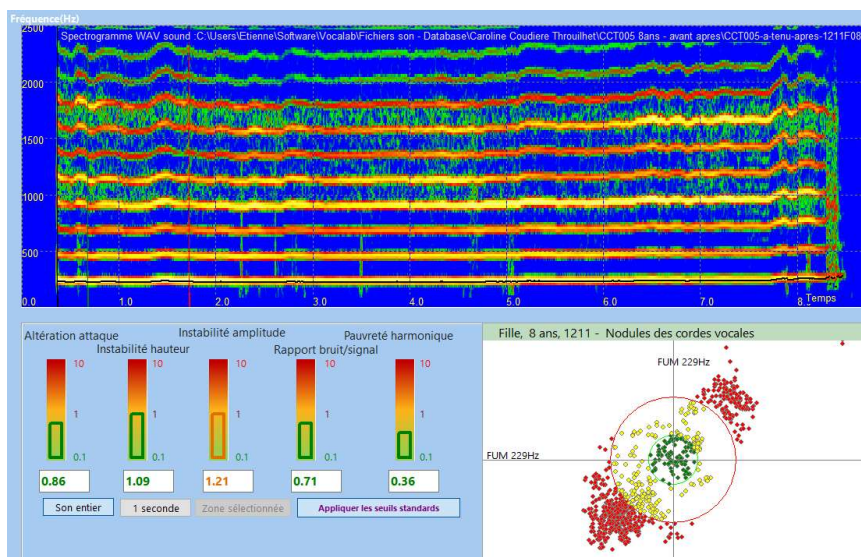 Fréquence(Hz)
2500
Spectrogramme WAV sound :C:\Users\Etienne\Software\Vocalab\Fichiers son - Database\Caroline Coudiere Throuilhet\CCT005 8ans - avant apres\CCT005-a-tenu-apres-1211F08
2000
1500
1000
500
0.0 1.0 2.0 3.0 4.0 5.0 6.0 7.0 8. Temps
Altération attaque
Instabilité hauteur
Instabilité amplitude
Rapport bruit/signal
Pauvreté harmonique
10 10 10 10 10
1 1 1 1 1
0.1 0.1 0.1 0.1 0.1
0.86 1.09 1.21 0.71 0.36
Son entier 1 seconde Zone sélectionnée Appliquer les seuils standards
Fille, 8 ans, 1211 - Nodules des cordes vocales
FUM 229Hz
FUM 229Hz